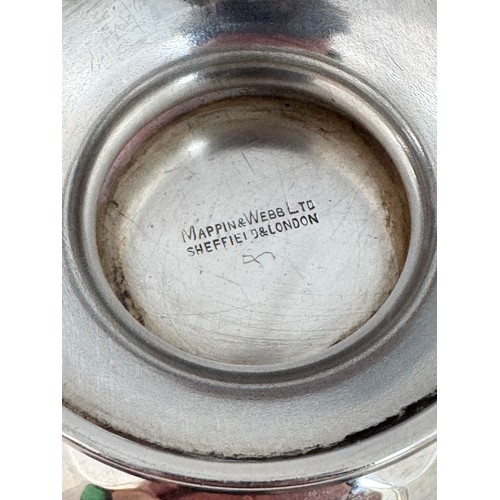 MAPPIN & WEBB LTD
SHEFFIELD & LONDON